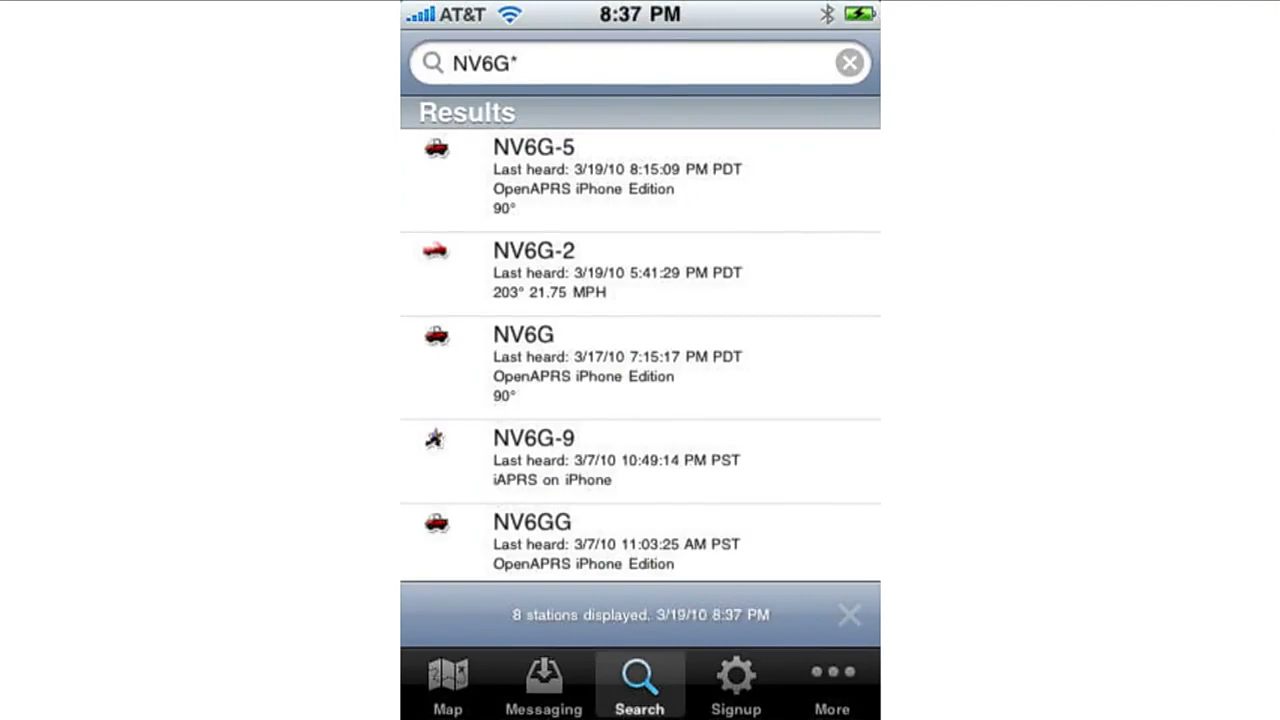 AT&T 8:37 PM
NV6G*
Results
NV6G-5
Last heard: 3/19/10 8:15:09 PM PDT
OpenAPRS iPhone Edition
90°
NV6G-2
Last heard: 3/19/10 5:41:29 PM PDT
203° 21.75 MPH
NV6G
Last heard: 3/17/10 7:15:17 PM PDT
OpenAPRS iPhone Edition
90°
NV6G-9
Last heard: 3/7/10 10:49:14 PM PST
iAPRS on iPhone
NV6GG
Last heard: 3/7/10 11:03:25 AM PST
OpenAPRS iPhone Edition
8 stations displayed. 3/19/10 8:37 PM
Map Messaging Search Signup More